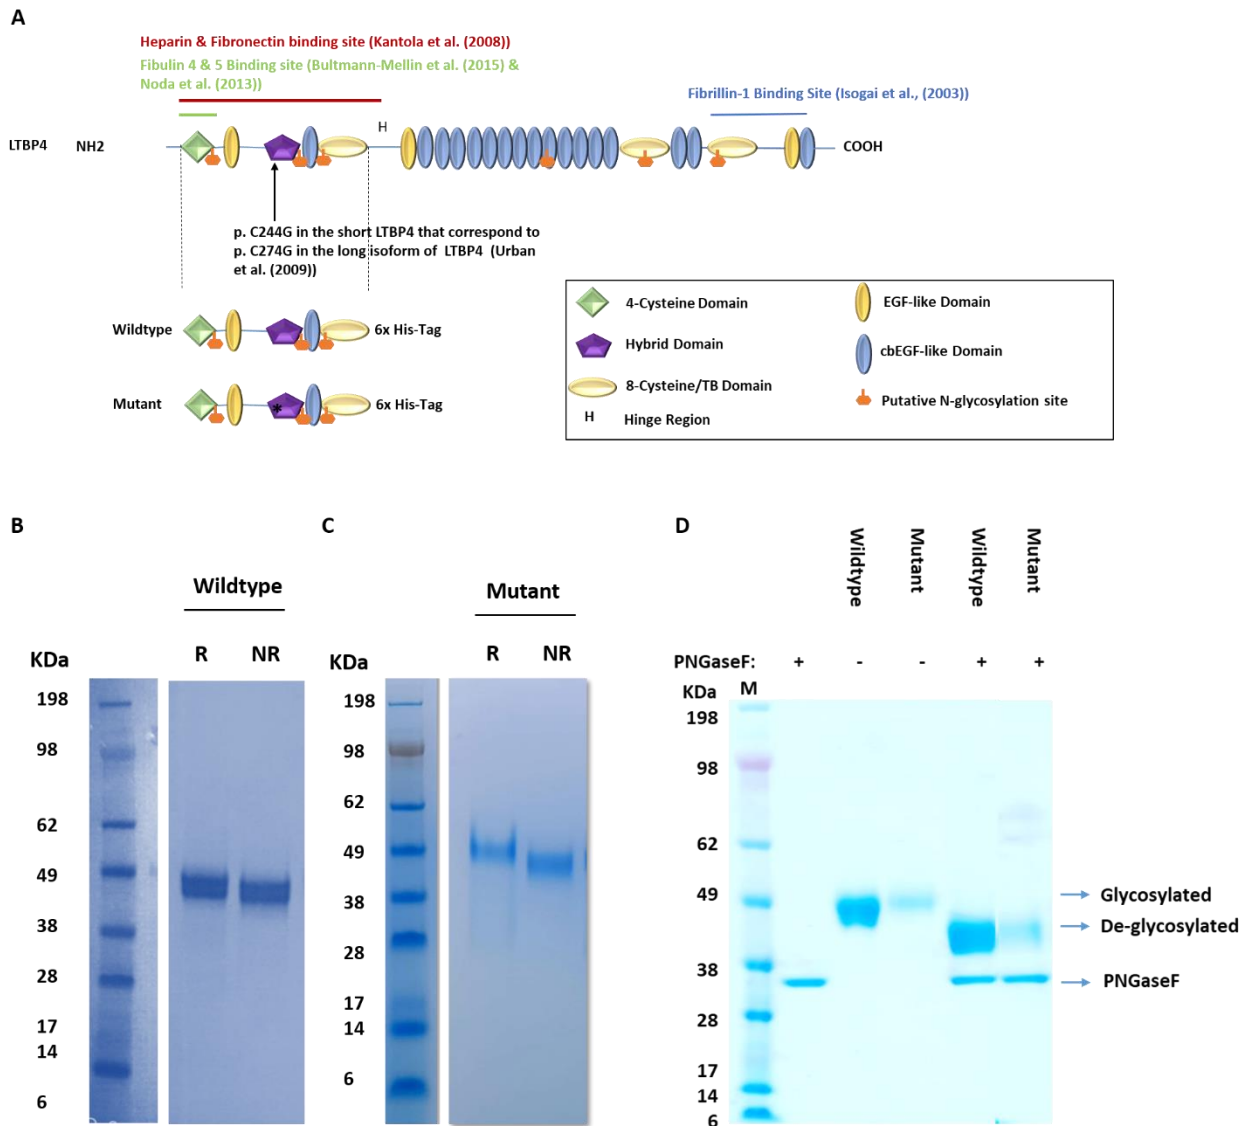 A
Heparin & Fibronectin binding site (Kantola et al. (2008))
Fibulin 4 & 5 Binding site (Bultmann-Mellin et al. (2015) &
Noda et al. (2013))
Fibrillin-1 Binding Site (Isogai et al., (2003))
H
LTBP4 NH2 COOH
p. C244G in the short LTBP4 that correspond to
p. C274G in the long isoform of LTBP4 (Urban
et al. (2009))
Wildtype 6x His-Tag
Mutant * 6x His-Tag
4-Cysteine Domain
Hybrid Domain
8-Cysteine/TB Domain
H Hinge Region
EGF-like Domain
cbEGF-like Domain
Putative N-glycosylation site
B
Wildtype
R NR
KDa
198
98
62
49
38
28
17
14
6
C
Mutant
R NR
KDa
198
98
62
49
38
28
17
14
6
D
Wildtype
Mutant
Wildtype
Mutant
PNGaseF: + - - + +
KDa M
198
98
62
49
38
28
17
14
6
Glycosylated
De-glycosylated
PNGaseF